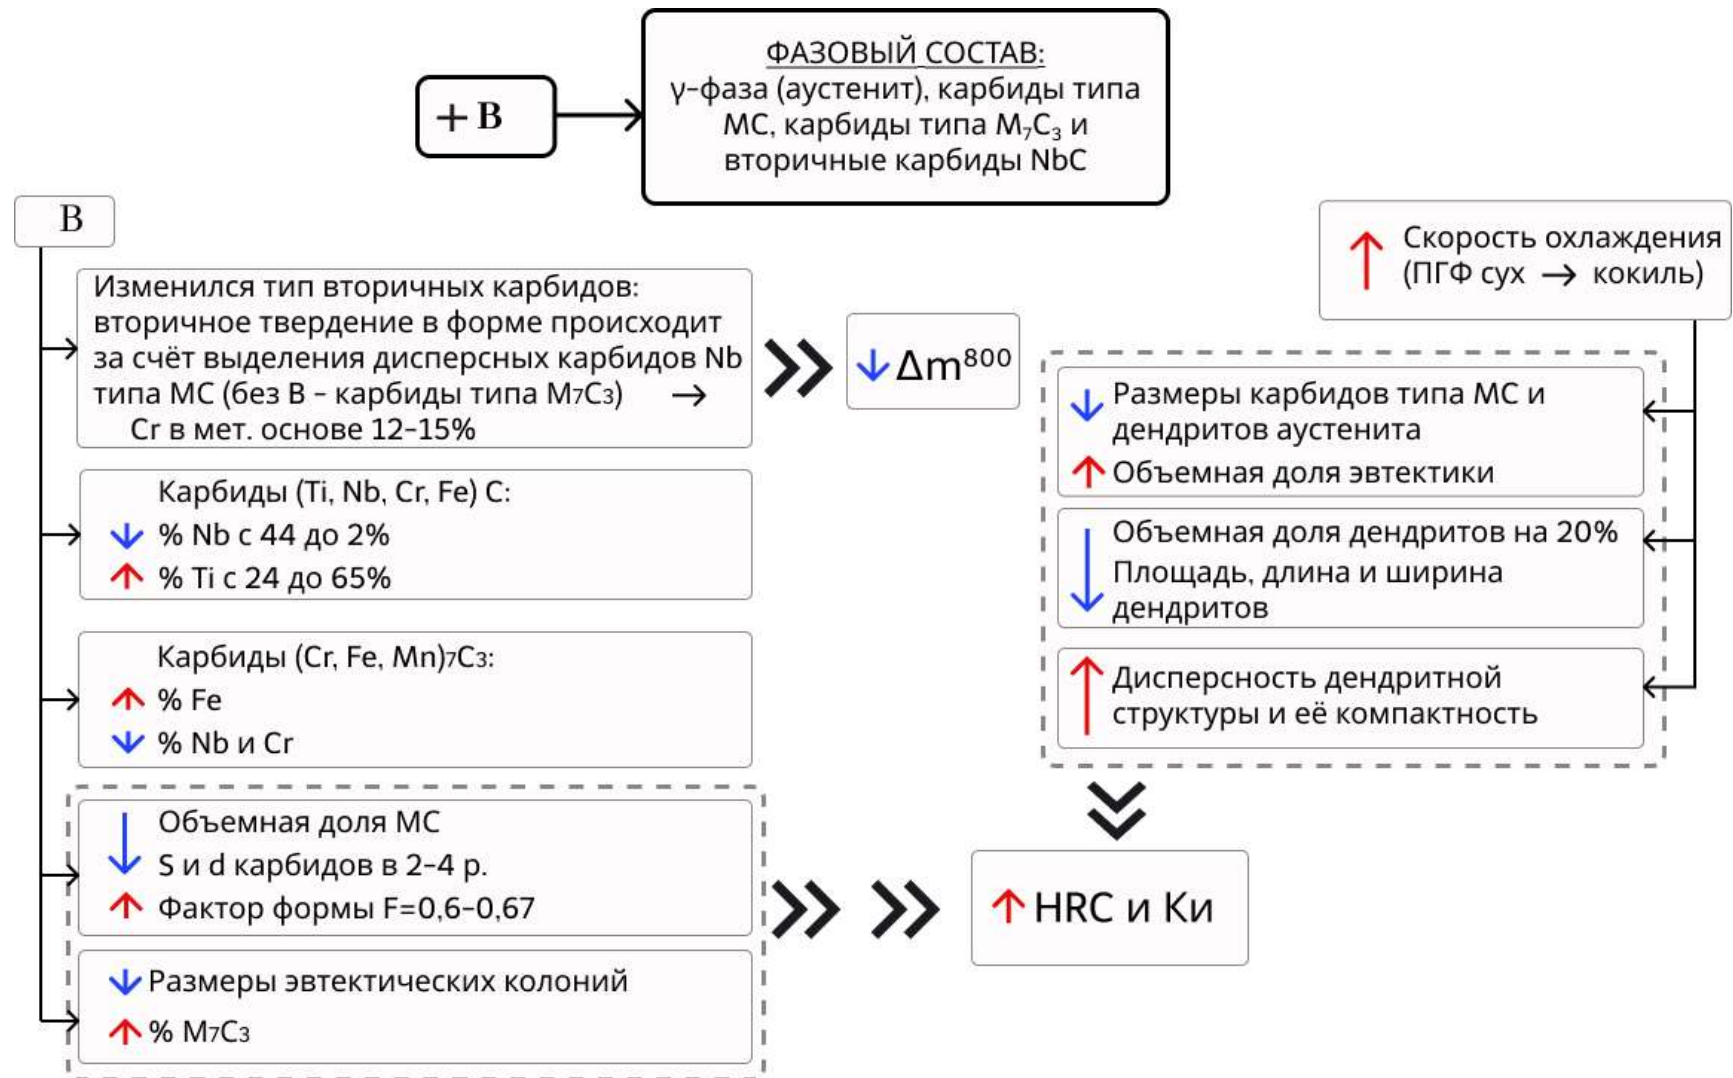 + В
ФАЗОВЫЙ СОСТАВ:
γ-фаза (аустенит), карбиды типа
МС, карбиды типа M₇C₃ и
вторичные карбиды NbC
В
Изменился тип вторичных карбидов:
вторичное твердение в форме происходит
за счёт выделения дисперсных карбидов Nb
типа МС (без В – карбиды типа M7C3) →
Cr в мет. основе 12–15%
↓ Δm⁸⁰⁰
Карбиды (Ti, Nb, Cr, Fe) C:
↓ % Nb с 44 до 2%
↑ % Ti с 24 до 65%
Карбиды (Cr, Fe, Mn)7C3:
↑ % Fe
↓ % Nb и Cr
↓ Объемная доля МС
S и d карбидов в 2–4 р.
↑ Фактор формы F=0,6–0,67
↓ Размеры эвтектических колоний
↑ % M7C3
↑ Скорость охлаждения
(ПГФ сух → кокиль)
↓ Размеры карбидов типа МС и
дендритов аустенита
↑ Объемная доля эвтектики
↓ Объемная доля дендритов на 20%
Площадь, длина и ширина
дендритов
↑ Дисперсность дендритной
структуры и её компактность
↑ HRC и Ки